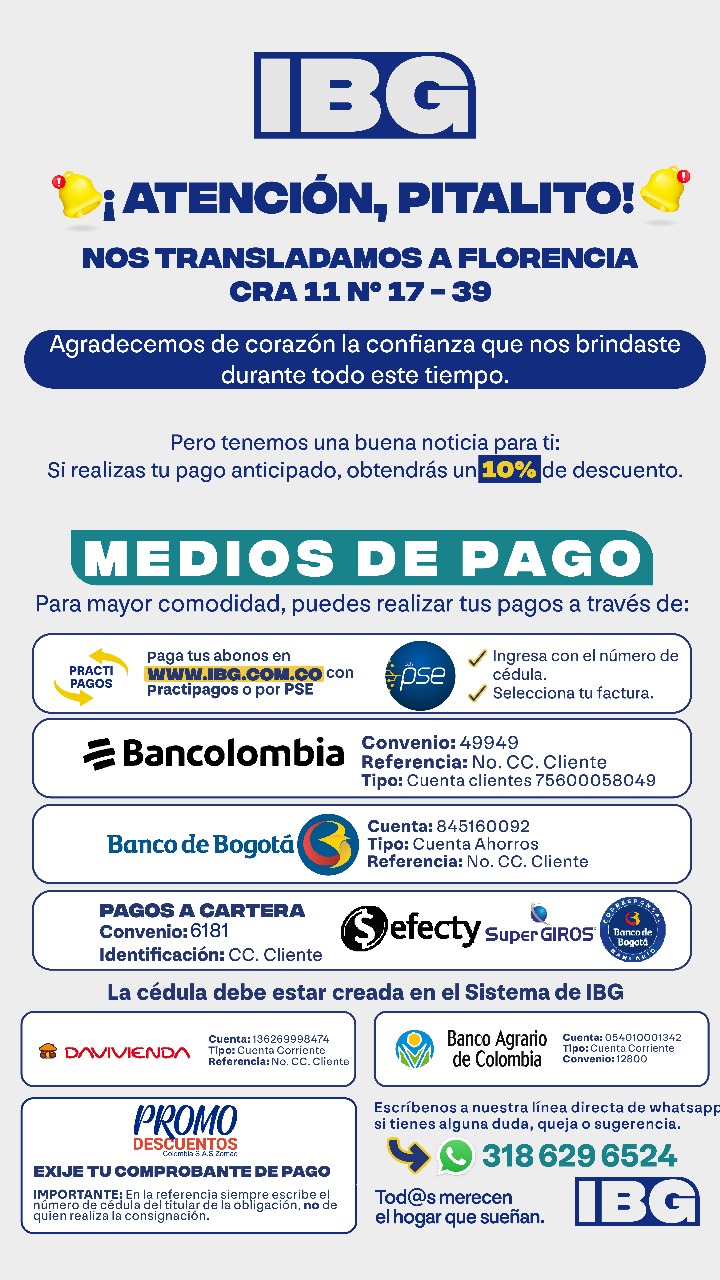 IBG
¡ATENCIÓN, PITALITO!
NOS TRANSLADAMOS A FLORENCIA
CRA 11 Nº 17 – 39
Agradecemos de corazón la confianza que nos brindaste
durante todo este tiempo.
Pero tenemos una buena noticia para ti:
Si realizas tu pago anticipado, obtendrás un 10% de descuento.
MEDIOS DE PAGO
Para mayor comodidad, puedes realizar tus pagos a través de:
PRACTI
PAGOS
Paga tus abonos en
WWW.IBG.COM.CO con
Practipagos o por PSE
pse
Ingresa con el número de
cédula.
Selecciona tu factura.
Bancolombia
Convenio: 49949
Referencia: No. CC. Cliente
Tipo: Cuenta clientes 75600058049
Banco de Bogotá
Cuenta: 845160092
Tipo: Cuenta Ahorros
Referencia: No. CC. Cliente
PAGOS A CARTERA
Convenio: 6181
Identificación: CC. Cliente
$efecty
SuperGIROS
CORRESPONSAL
Banco de
Bogotá
BANCARIO
La cédula debe estar creada en el Sistema de IBG
DAVIVIENDA
Cuenta: 136269998474
Tipo: Cuenta Corriente
Referencia: No. CC. Cliente
Banco Agrario
de Colombia
Cuenta: 054010001342
Tipo: Cuenta Corriente
Convenio: 12800
PROMO
DESCUENTOS
Colombia S.A.S Zomac
EXIJE TU COMPROBANTE DE PAGO
IMPORTANTE: En la referencia siempre escribe el
número de cédula del titular de la obligación, no de
quien realiza la consignación.
Escríbenos a nuestra línea directa de whatsapp
si tienes alguna duda, queja o sugerencia.
318 629 6524
Tod@s merecen
el hogar que sueñan.
IBG